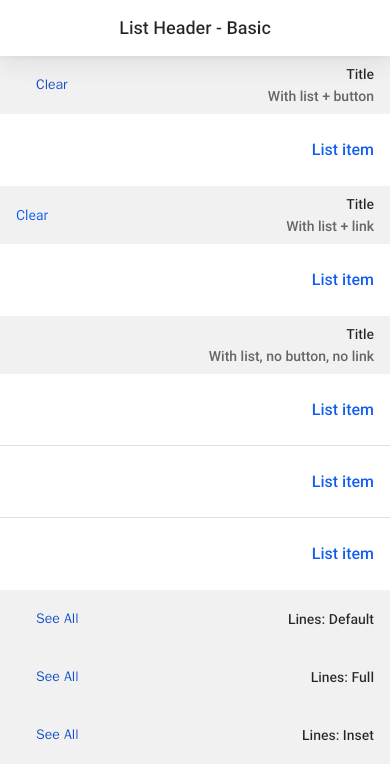 List Header - Basic
Title
Clear
With list + button
List item
Title
Clear
With list + link
List item
Title
With list, no button, no link
List item
List item
List item
See All Lines: Default
See All Lines: Full
See All Lines: Inset